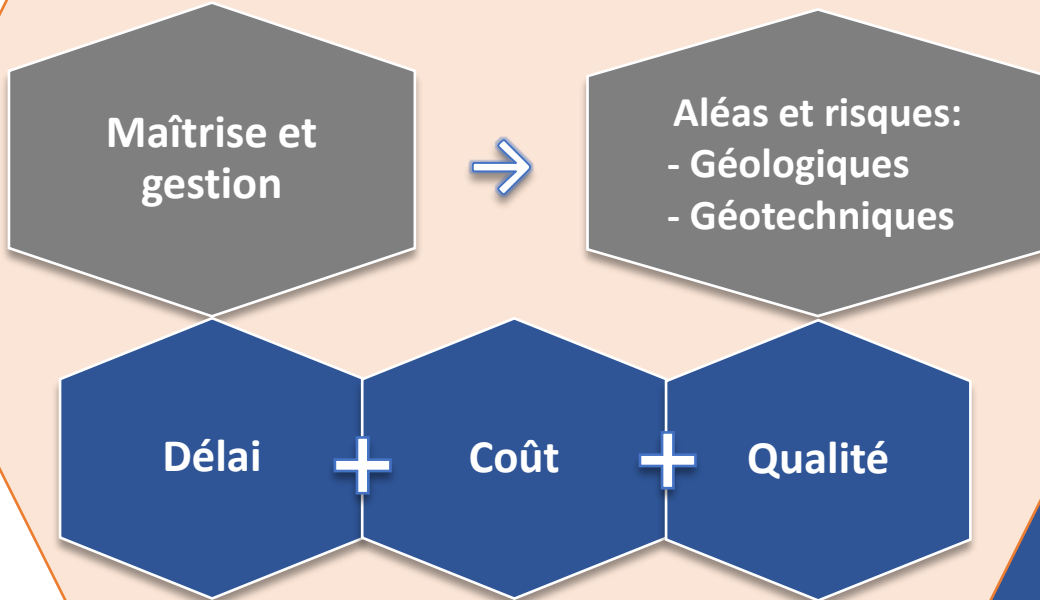 Maîtrise et
gestion
Aléas et risques:
- Géologiques
- Géotechniques
Délai
Coût
Qualité